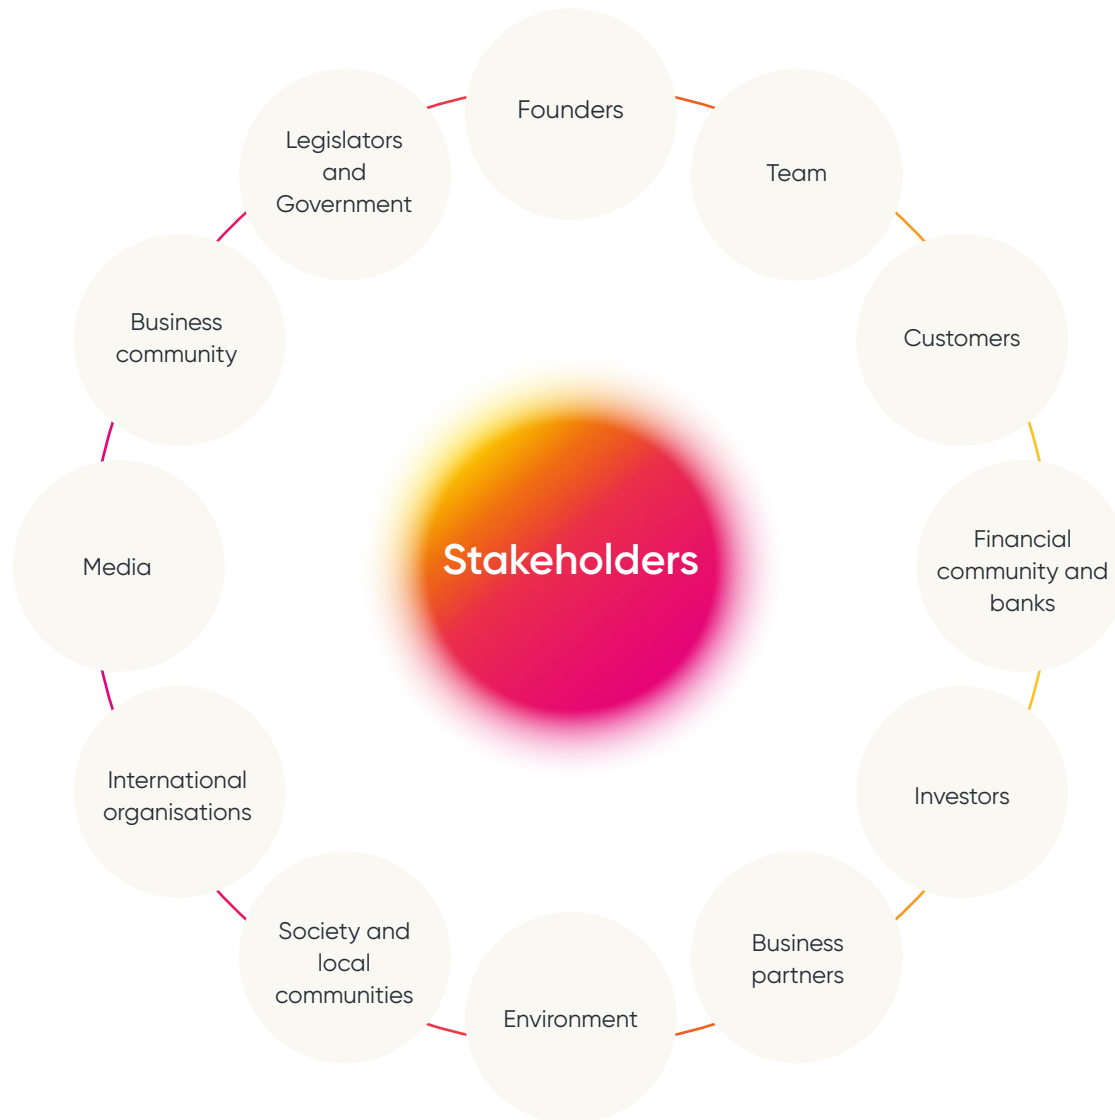 Founders
Team
Customers
Financial
community and
banks
Investors
Business
partners
Environment
Society and
local
communities
International
organisations
Media
Business
community
Legislators
and
Government
Stakeholders